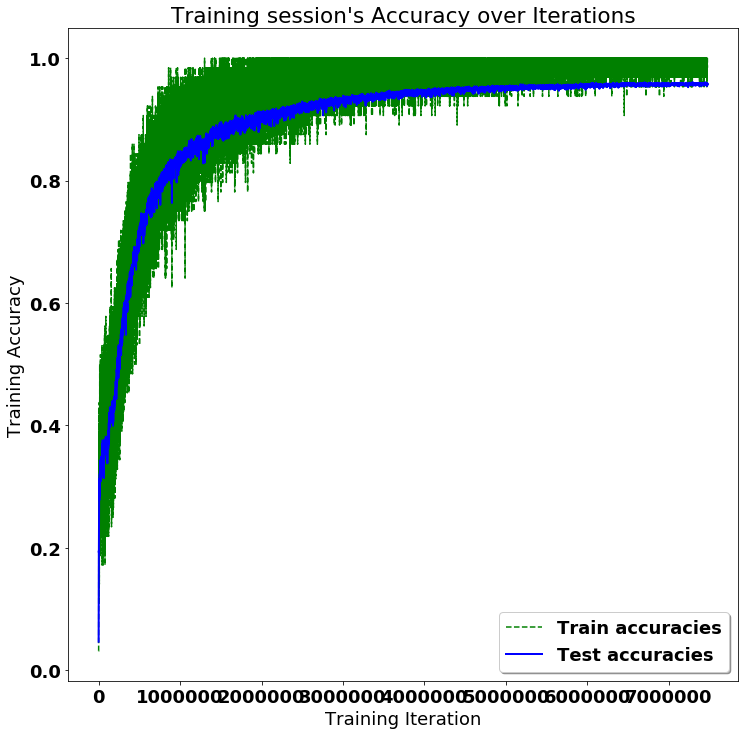 Training session's Accuracy over Iterations
1.0
0.8
0.6
0.4
0.2
0.0
Training Accuracy
Train accuracies
Test accuracies
0 1000000 2000000 3000000 4000000 5000000 6000000 7000000
Training Iteration